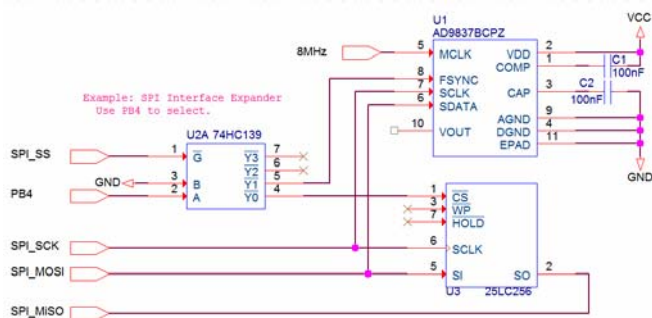 U1
AD9837BCPZ
VCC
8MHz
5 MCLK
VDD 2
COMP 1
C1
100nF
8 FSYNC
7 SCLK
6 SDATA
CAP 3
C2
100nF
10 VOUT
AGND 9
DGND 4
EPAD 11
GND
Example: SPI Interface Expander
Use PB4 to select.
U2A 74HC139
SPI_SS
1 G
Y3 7
Y2 6
GND
3 B
Y1 5
PB4
2 A
Y0 4
1 CS
3 WP
7 HOLD
SPI_SCK
6 SCLK
SPI_MOSI
5 SI
SO 2
U3 25LC256
SPI_MISO